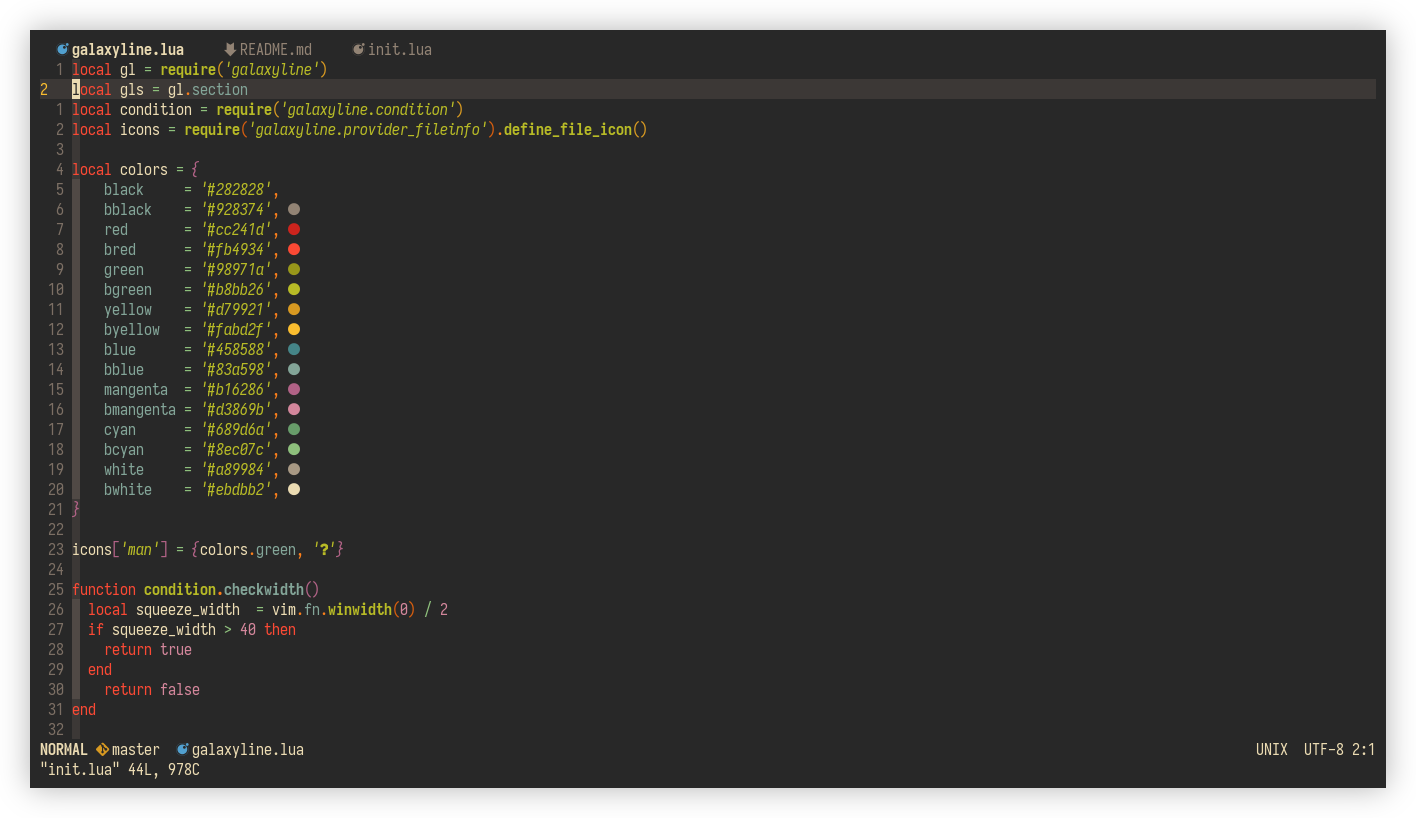 galaxyline.lua README.md init.lua
1 local gl = require('galaxyline')
2 local gls = gl.section
1 local condition = require('galaxyline.condition')
2 local icons = require('galaxyline.provider_fileinfo').define_file_icon()
3
4 local colors = {
5 black = '#282828',
6 bblack = '#928374',
7 red = '#cc241d',
8 bred = '#fb4934',
9 green = '#98971a',
10 bgreen = '#b8bb26',
11 yellow = '#d79921',
12 byellow = '#fabd2f',
13 blue = '#458588',
14 bblue = '#83a598',
15 mangenta = '#b16286',
16 bmangenta = '#d3869b',
17 cyan = '#689d6a',
18 bcyan = '#8ec07c',
19 white = '#a89984',
20 bwhite = '#ebdbb2',
21 }
22
23 icons['man'] = {colors.green, '?'}
24
25 function condition.checkwidth()
26 local squeeze_width = vim.fn.winwidth(0) / 2
27 if squeeze_width > 40 then
28 return true
29 end
30 return false
31 end
32
NORMAL master galaxyline.lua UNIX UTF-8 2:1
"init.lua" 44L, 978C